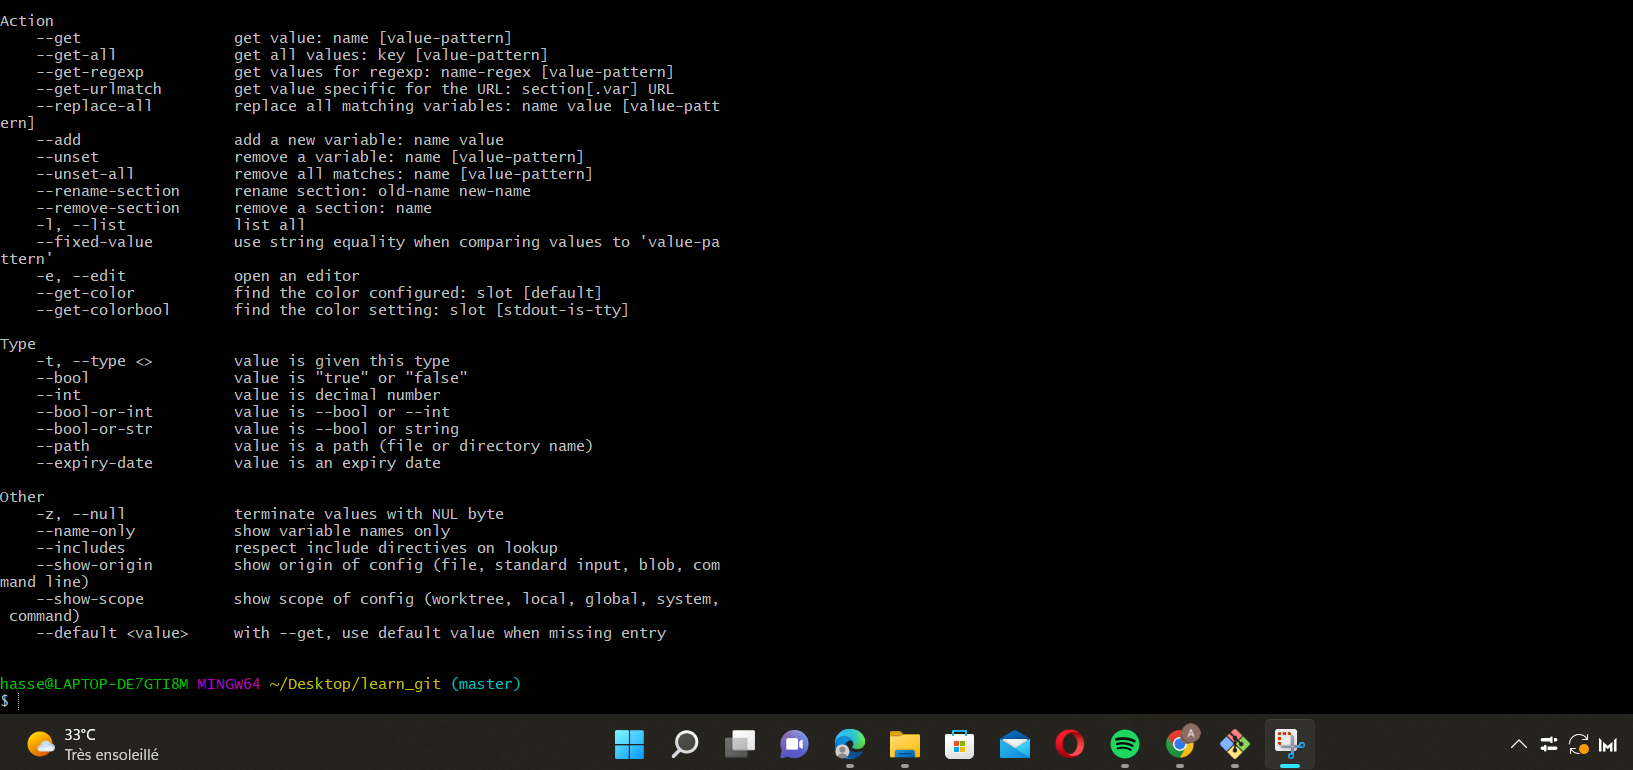 Action
    --get                 get value: name [value-pattern]
    --get-all             get all values: key [value-pattern]
    --get-regexp          get values for regexp: name-regex [value-pattern]
    --get-urlmatch        get value specific for the URL: section[.var] URL
    --replace-all         replace all matching variables: name value [value-patt
ern]
    --add                 add a new variable: name value
    --unset               remove a variable: name [value-pattern]
    --unset-all           remove all matches: name [value-pattern]
    --rename-section      rename section: old-name new-name
    --remove-section      remove a section: name
    -l, --list            list all
    --fixed-value         use string equality when comparing values to 'value-pa
ttern'
    -e, --edit            open an editor
    --get-color           find the color configured: slot [default]
    --get-colorbool       find the color setting: slot [stdout-is-tty]
Type
    -t, --type <>         value is given this type
    --bool                value is "true" or "false"
    --int                 value is decimal number
    --bool-or-int         value is --bool or --int
    --bool-or-str         value is --bool or string
    --path                value is a path (file or directory name)
    --expiry-date         value is an expiry date
Other
    -z, --null            terminate values with NUL byte
    --name-only           show variable names only
    --includes            respect include directives on lookup
    --show-origin         show origin of config (file, standard input, blob, com
mand line)
    --show-scope          show scope of config (worktree, local, global, system,
 command)
    --default <value>     with --get, use default value when missing entry
hasse@LAPTOP-DE7GTI8M MINGW64 ~/Desktop/learn_git (master)
$
33°C
Très ensoleillé
A